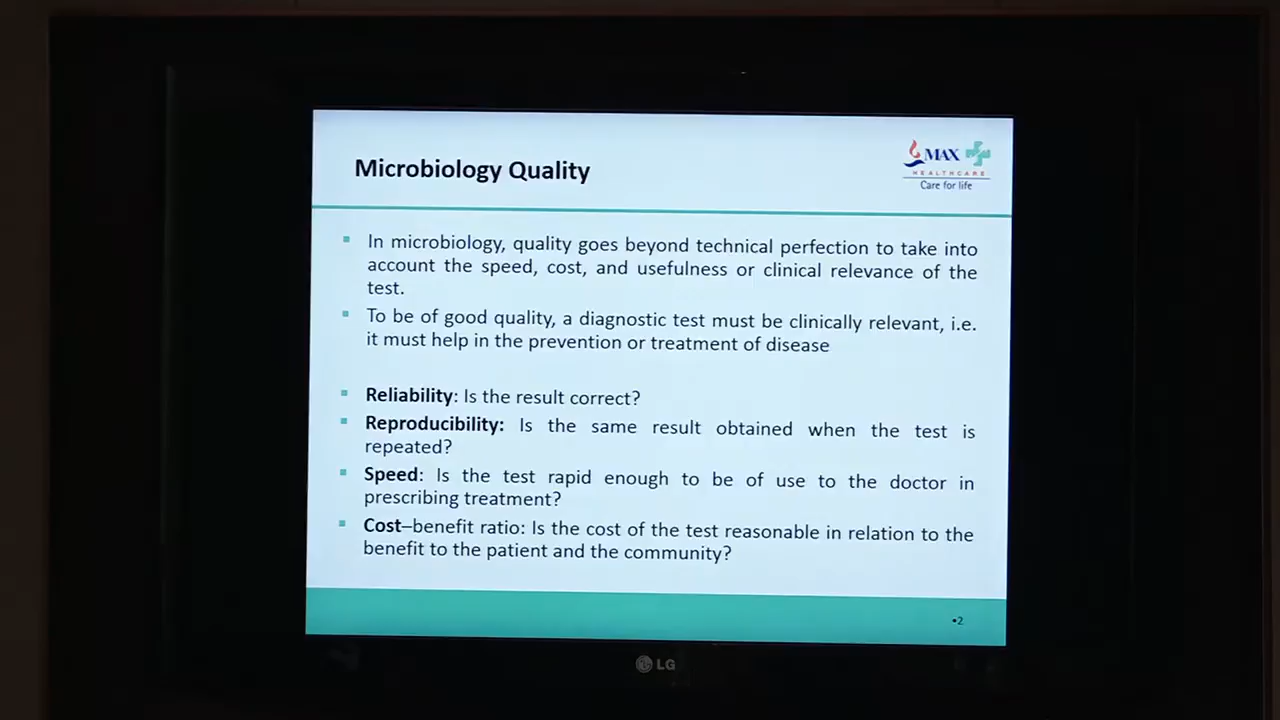 Microbiology Quality
MAX
HEALTHCARE
Care for life
In microbiology, quality goes beyond technical perfection to take into
account the speed, cost, and usefulness or clinical relevance of the
test.
To be of good quality, a diagnostic test must be clinically relevant, i.e.
it must help in the prevention or treatment of disease
Reliability: Is the result correct?
Reproducibility: Is the same result obtained when the test is
repeated?
Speed: Is the test rapid enough to be of use to the doctor in
prescribing treatment?
Cost–benefit ratio: Is the cost of the test reasonable in relation to the
benefit to the patient and the community?
•2
LG